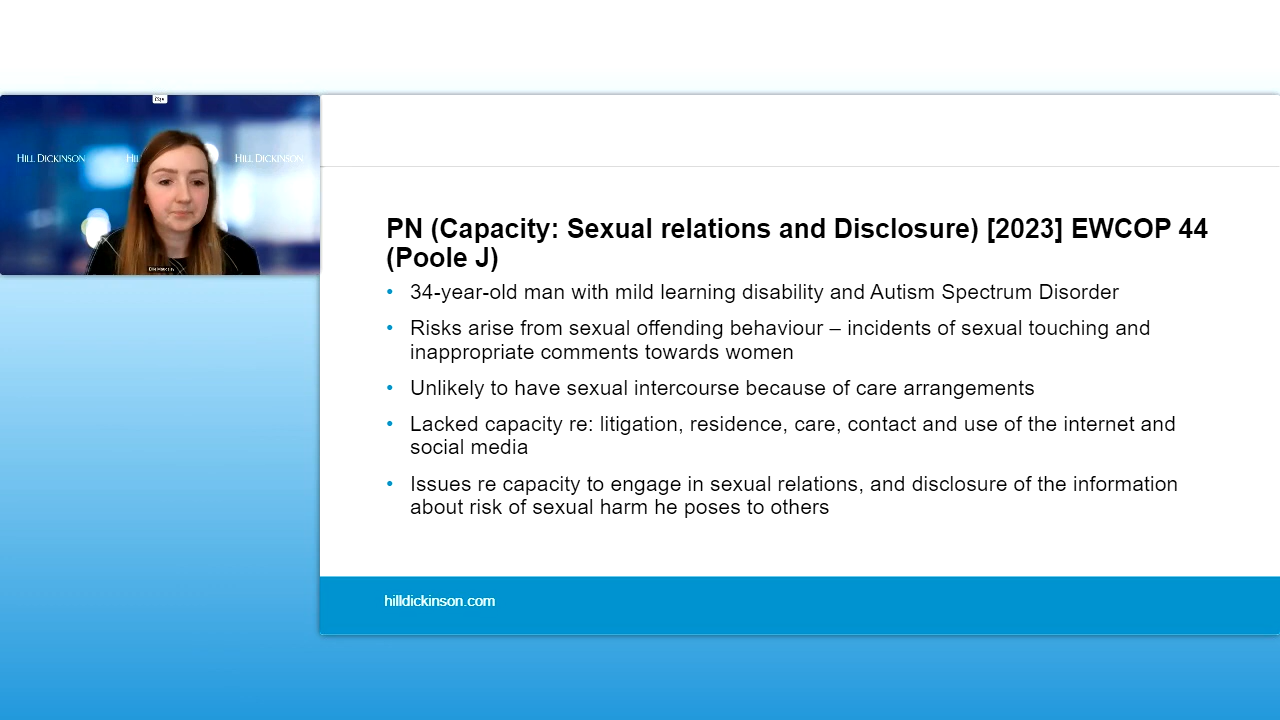 HILL DICKINSON
HILL DICKINSON
PN (Capacity: Sexual relations and Disclosure) [2023] EWCOP 44
(Poole J)
• 34-year-old man with mild learning disability and Autism Spectrum Disorder
• Risks arise from sexual offending behaviour – incidents of sexual touching and
inappropriate comments towards women
• Unlikely to have sexual intercourse because of care arrangements
• Lacked capacity re: litigation, residence, care, contact and use of the internet and
social media
• Issues re capacity to engage in sexual relations, and disclosure of the information
about risk of sexual harm he poses to others
hilldickinson.com